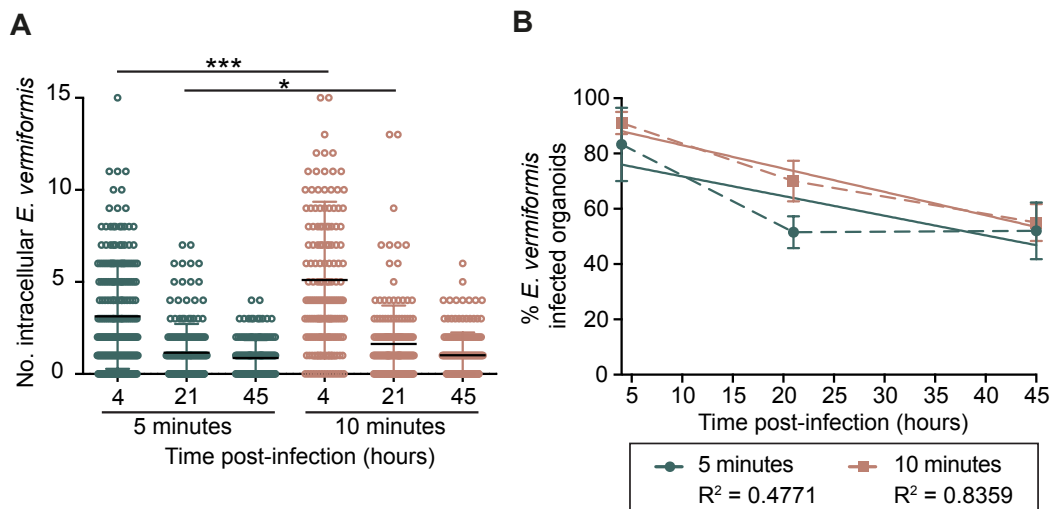 A
***
*
No. intracellular E. vermiformis
15
10
5
0
4 21 45 4 21 45
5 minutes 10 minutes
Time post-infection (hours)
B
% E. vermiformis
infected organoids
100
80
60
40
20
0
5 10 15 20 25 30 35 40 45
Time post-infection (hours)
5 minutes 10 minutes
R² = 0.4771 R² = 0.8359